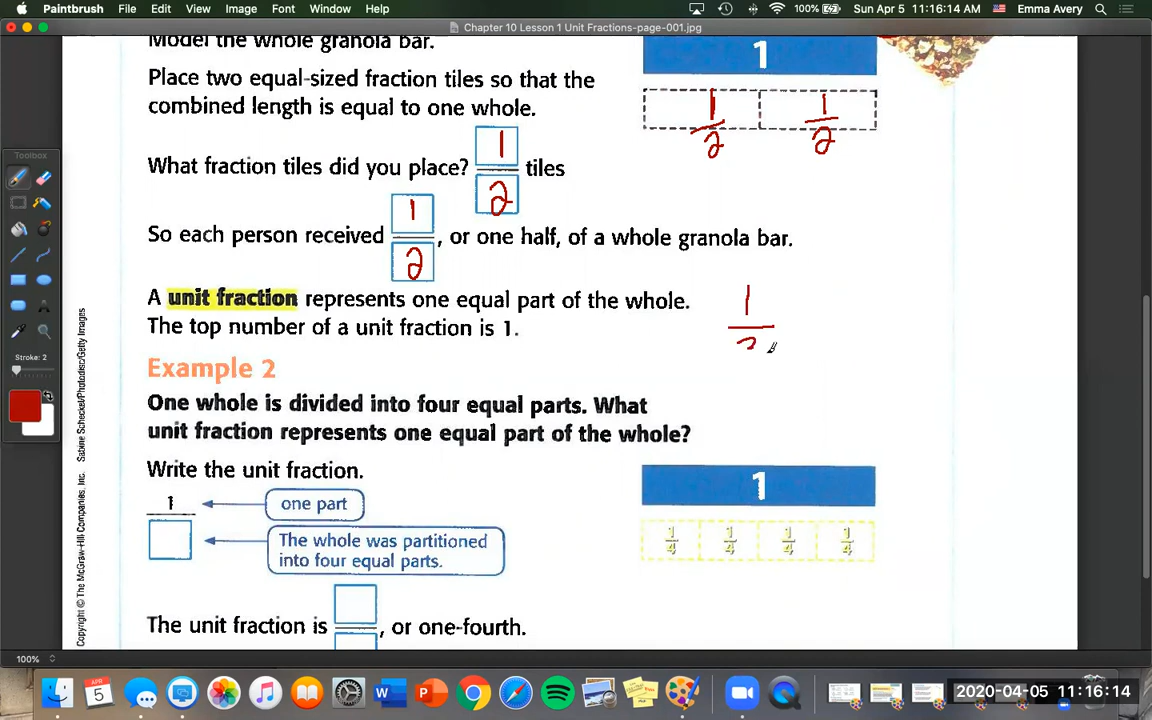 Paintbrush File Edit View Image Font Window Help 100% Sun Apr 5 11:16:14 AM Emma Avery
Chapter 10 Lesson 1 Unit Fractions-page-001.jpg
Model the whole granola bar.
1
Place two equal-sized fraction tiles so that the
combined length is equal to one whole.
1/2 1/2
What fraction tiles did you place? 1/2 tiles
So each person received 1/2, or one half, of a whole granola bar.
A unit fraction represents one equal part of the whole.
The top number of a unit fraction is 1.
1
Example 2
One whole is divided into four equal parts. What
unit fraction represents one equal part of the whole?
Write the unit fraction.
1
1 one part
The whole was partitioned
into four equal parts.
1/4 1/4 1/4 1/4
The unit fraction is , or one-fourth.
Copyright © The McGraw-Hill Companies, Inc. Sabine Scheckel/Photodisc/Getty Images
Toolbox
Stroke: 2
100%
APR
5
W
P
2020-04-05 11:16:14